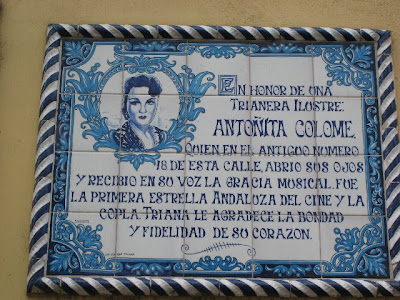 EN HONOR DE UNA
TRIANERA ILUSTRE:
ANTOÑITA COLOME.
QUIEN EN EL ANTIGUO NUMERO
18 DE ESTA CALLE, ABRIO SUS OJOS
Y RECIBIO EN SU VOZ LA GRACIA MUSICAL. FUE
LA PRIMERA ESTRELLA ANDALUZA DEL CINE Y LA
COPLA. TRIANA LE AGRADECE LA BONDAD
Y FIDELIDAD DE SU CORAZON.